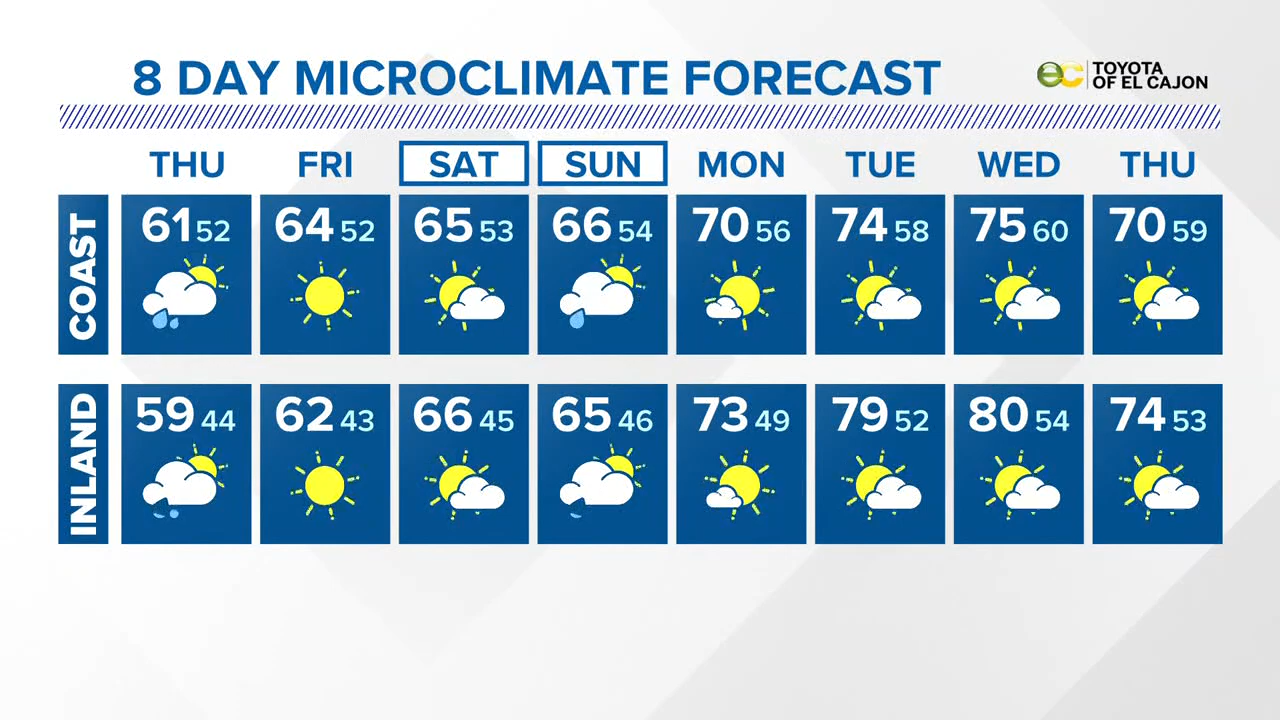 8 DAY MICROCLIMATE FORECAST
TOYOTA
OF EL CAJON
THU FRI SAT SUN MON TUE WED THU
COAST
61 52 64 52 65 53 66 54 70 56 74 58 75 60 70 59
INLAND
59 44 62 43 66 45 65 46 73 49 79 52 80 54 74 53